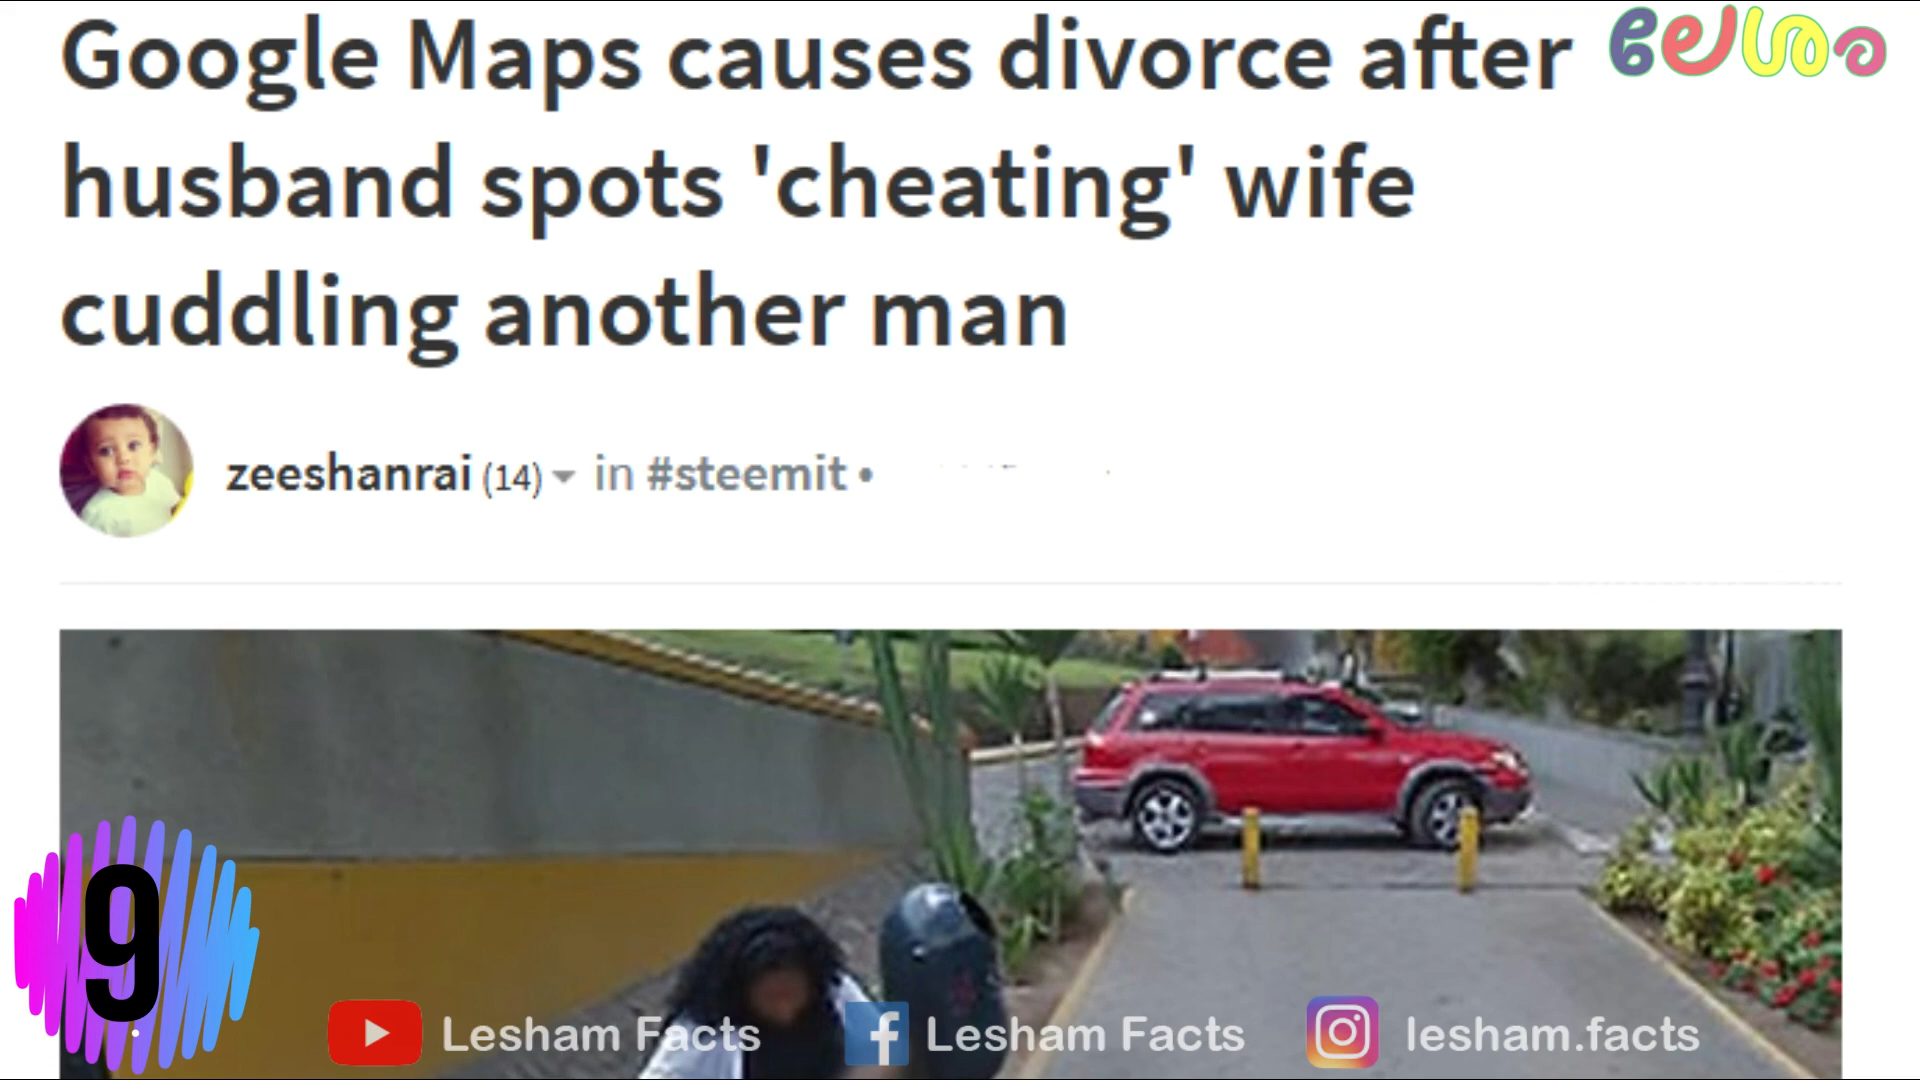 Google Maps causes divorce after
ലേശം
husband spots 'cheating' wife
cuddling another man
zeeshanrai (14) in #steemit •
9
Lesham Facts Lesham Facts lesham.facts